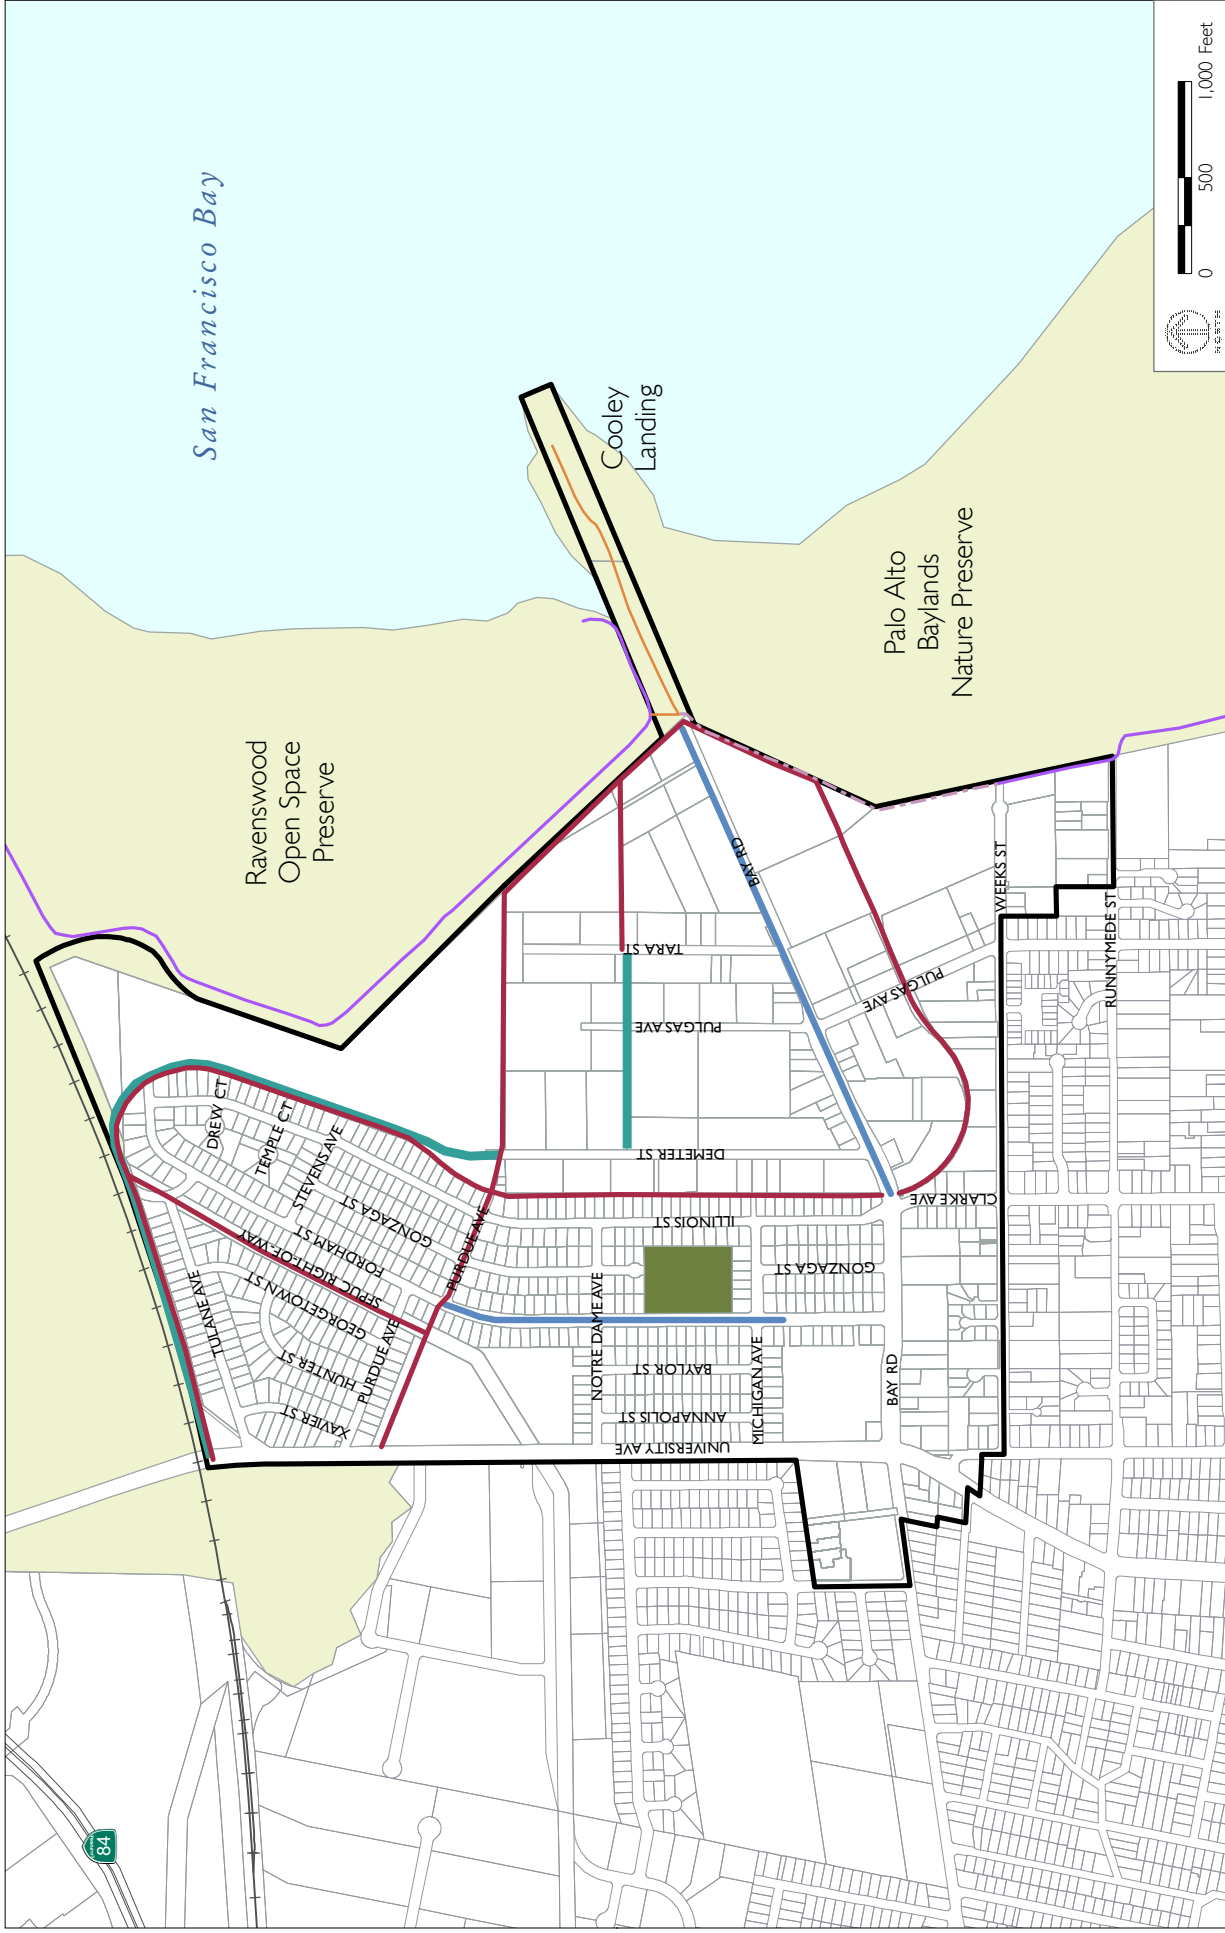 San Francisco Bay
Cooley
Landing
Ravenswood
Open Space
Preserve
Palo Alto
Baylands
Nature Preserve
0
500
1,000 Feet
NORTH
84
DREW CT
TEMPLE CT
STEVENS AVE
GONZAGA ST
FORDHAM ST
SFPUC RIGHT-OF-WAY
GEORGETOWN ST
HUNTER ST
XAVIER ST
TULANE AVE
PURDUE AVE
PURDUE AVE
TARA ST
PULGAS AVE
DEMETER ST
BAY RD
PULGAS AVE
WEEKS ST
RUNNYMEDE ST
CLARKE AVE
ILLINOIS ST
GONZAGA ST
NOTRE DAME AVE
BAYLOR ST
ANNAPOLIS ST
MICHIGAN AVE
UNIVERSITY AVE
BAY RD